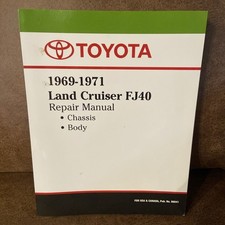 TOYOTA
1969-1971
Land Cruiser FJ40
Repair Manual
• Chassis
• Body